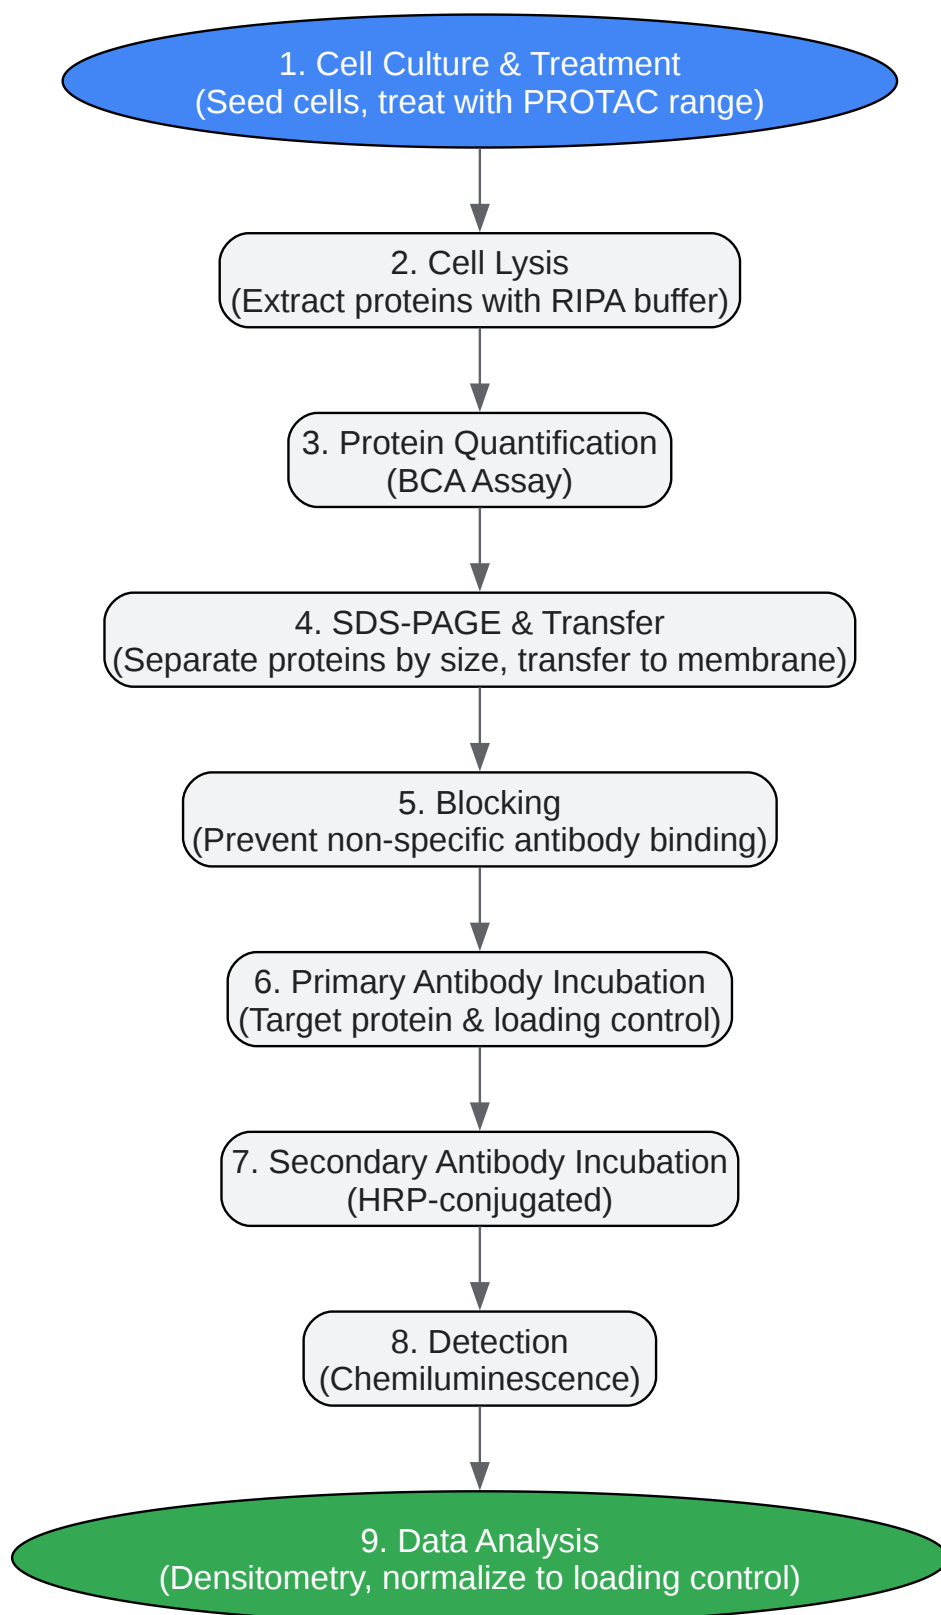 1. Cell Culture & Treatment
(Seed cells, treat with PROTAC range)
2. Cell Lysis
(Extract proteins with RIPA buffer)
3. Protein Quantification
(BCA Assay)
4. SDS-PAGE & Transfer
(Separate proteins by size, transfer to membrane)
5. Blocking
(Prevent non-specific antibody binding)
6. Primary Antibody Incubation
(Target protein & loading control)
7. Secondary Antibody Incubation
(HRP-conjugated)
8. Detection
(Chemiluminescence)
9. Data Analysis
(Densitometry, normalize to loading control)